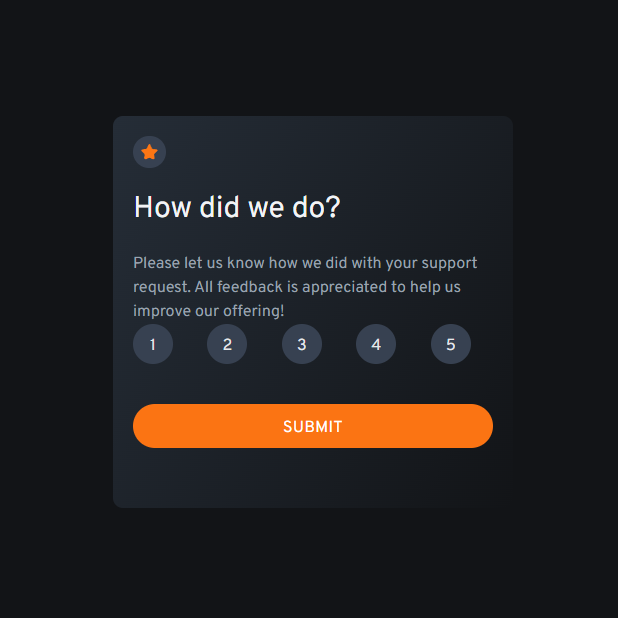 How did we do?
Please let us know how we did with your support
request. All feedback is appreciated to help us
improve our offering!
1 2 3 4 5
SUBMIT